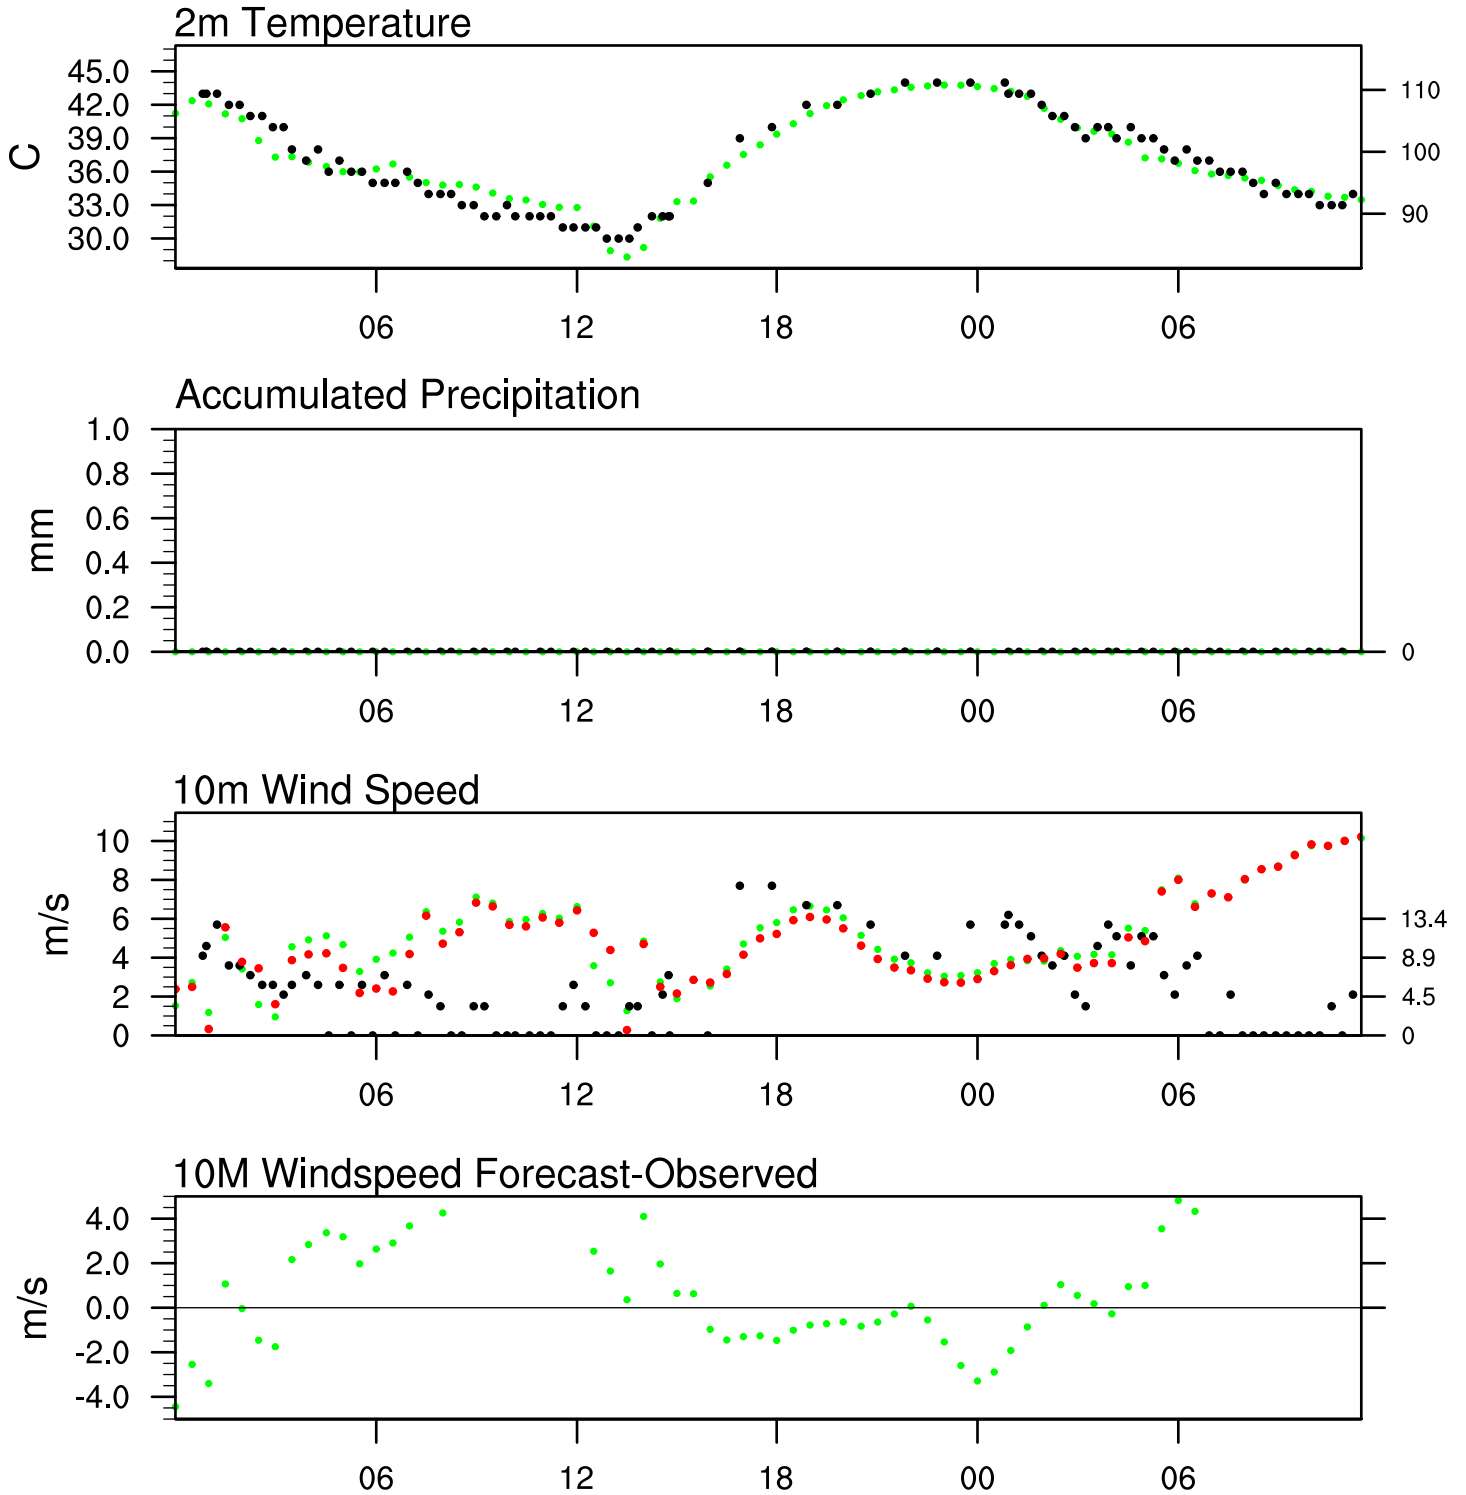 2m Temperature
45.0
42.0
39.0
36.0
33.0
30.0
C
110
100
90
06 12 18 00 06
Accumulated Precipitation
1.0
0.8
0.6
0.4
0.2
0.0
mm
0
06 12 18 00 06
10m Wind Speed
10
8
6
4
2
0
m/s
13.4
8.9
4.5
0
06 12 18 00 06
10M Windspeed Forecast-Observed
4.0
2.0
0.0
-2.0
-4.0
m/s
06 12 18 00 06